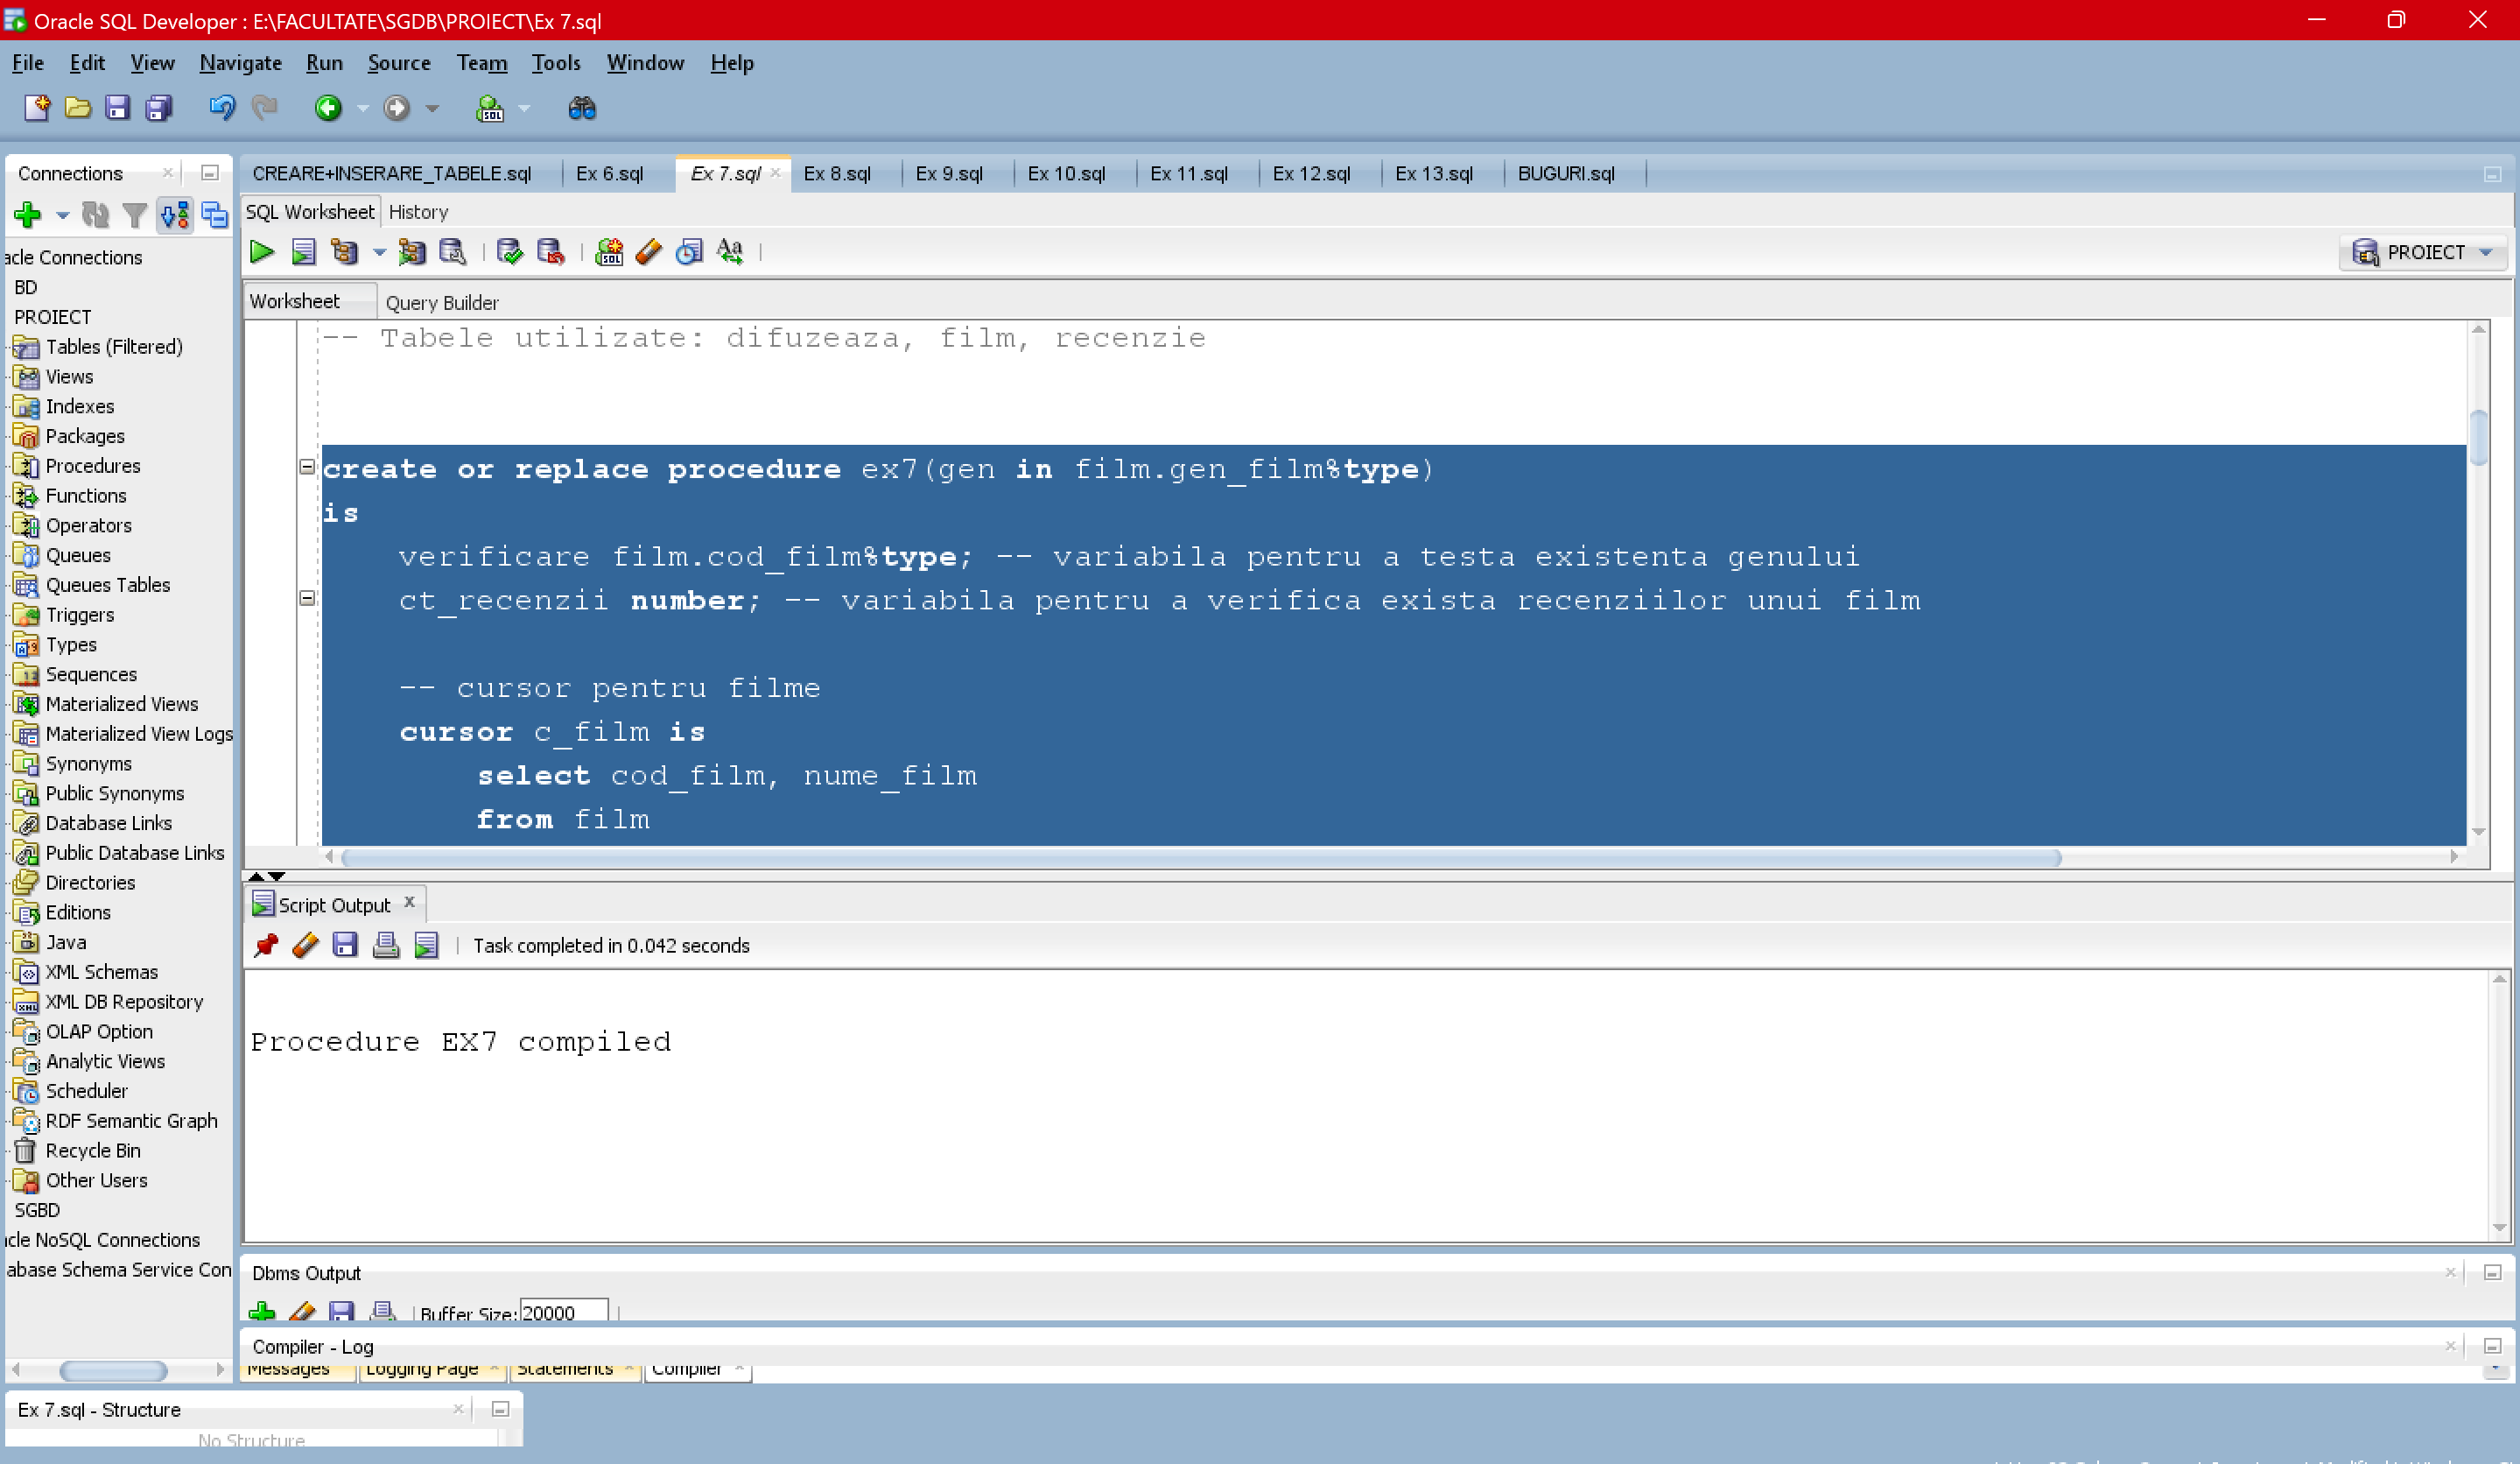 Oracle SQL Developer : E:\FACULTATE\SGDB\PROIECT\Ex 7.sql
File Edit View Navigate Run Source Team Tools Window Help
Connections
acle Connections
BD
PROIECT
Tables (Filtered)
Views
Indexes
Packages
Procedures
Functions
Operators
Queues
Queues Tables
Triggers
Types
Sequences
Materialized Views
Materialized View Logs
Synonyms
Public Synonyms
Database Links
Public Database Links
Directories
Editions
Java
XML Schemas
XML DB Repository
OLAP Option
Analytic Views
Scheduler
RDF Semantic Graph
Recycle Bin
Other Users
SGBD
cle NoSQL Connections
abase Schema Service Con
CREARE+INSERARE_TABELE.sql Ex 6.sql Ex 7.sql Ex 8.sql Ex 9.sql Ex 10.sql Ex 11.sql Ex 12.sql Ex 13.sql BUGURI.sql
SQL Worksheet History
PROIECT
Worksheet Query Builder
-- Tabele utilizate: difuzeaza, film, recenzie
create or replace procedure ex7(gen in film.gen_film%type)
is
verificare film.cod_film%type; -- variabila pentru a testa existenta genului
ct_recenzii number; -- variabila pentru a verifica exista recenziilor unui film
-- cursor pentru filme
cursor c_film is
select cod_film, nume_film
from film
Script Output
Task completed in 0.042 seconds
Procedure EX7 compiled
Dbms Output
Buffer Size: 20000
Compiler - Log
Messages Logging Page Statements Compiler
Ex 7.sql - Structure
No Structure